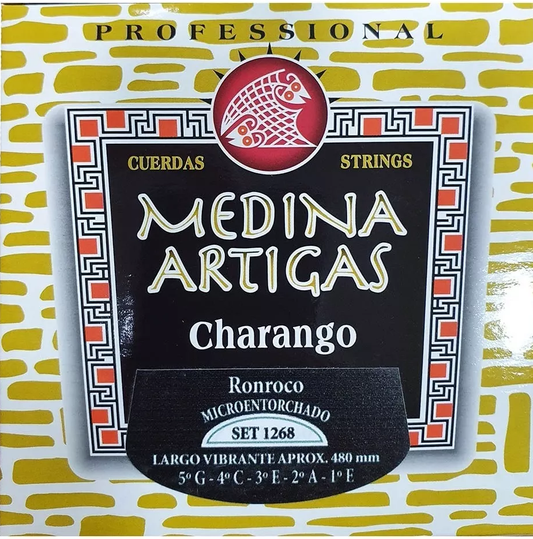 PROFESSIONAL
CUERDAS STRINGS
MEDINA
ARTIGAS
Charango
Ronroco
MICROENTORCHADO
SET 1268
LARGO VIBRANTE APROX. 480 mm
5º G - 4º C - 3º E - 2º A - 1º E